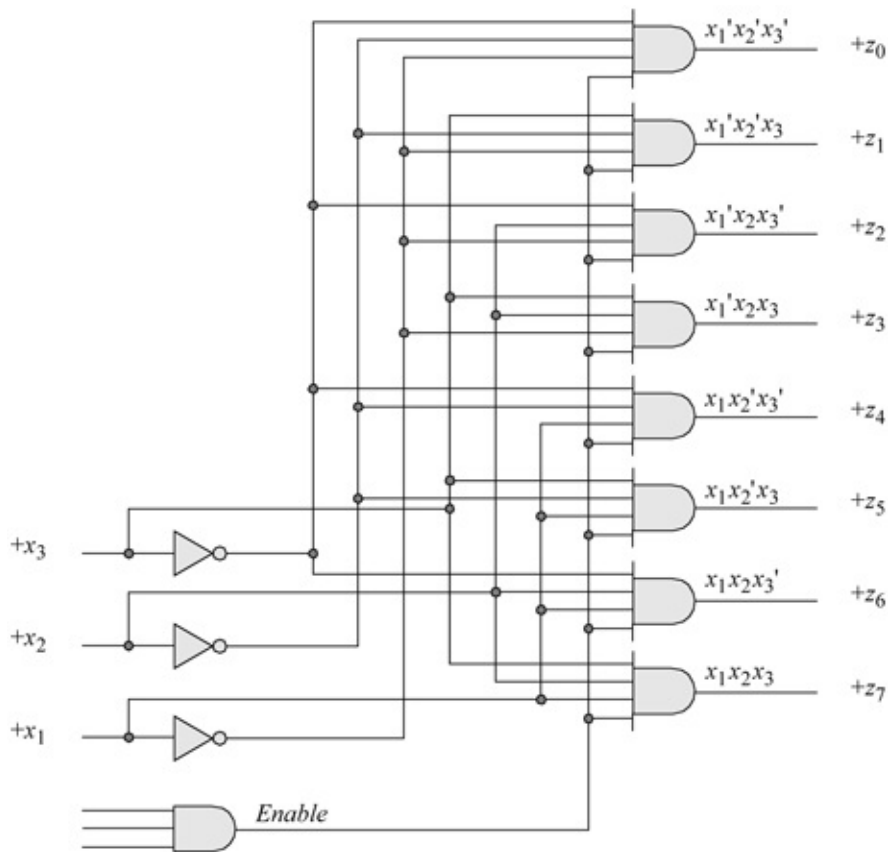 x₁'x₂'x₃' +z₀
x₁'x₂'x₃ +z₁
x₁'x₂x₃' +z₂
x₁'x₂x₃ +z₃
x₁x₂'x₃' +z₄
x₁x₂'x₃ +z₅
+x₃
x₁x₂x₃' +z₆
+x₂
x₁x₂x₃ +z₇
+x₁
Enable